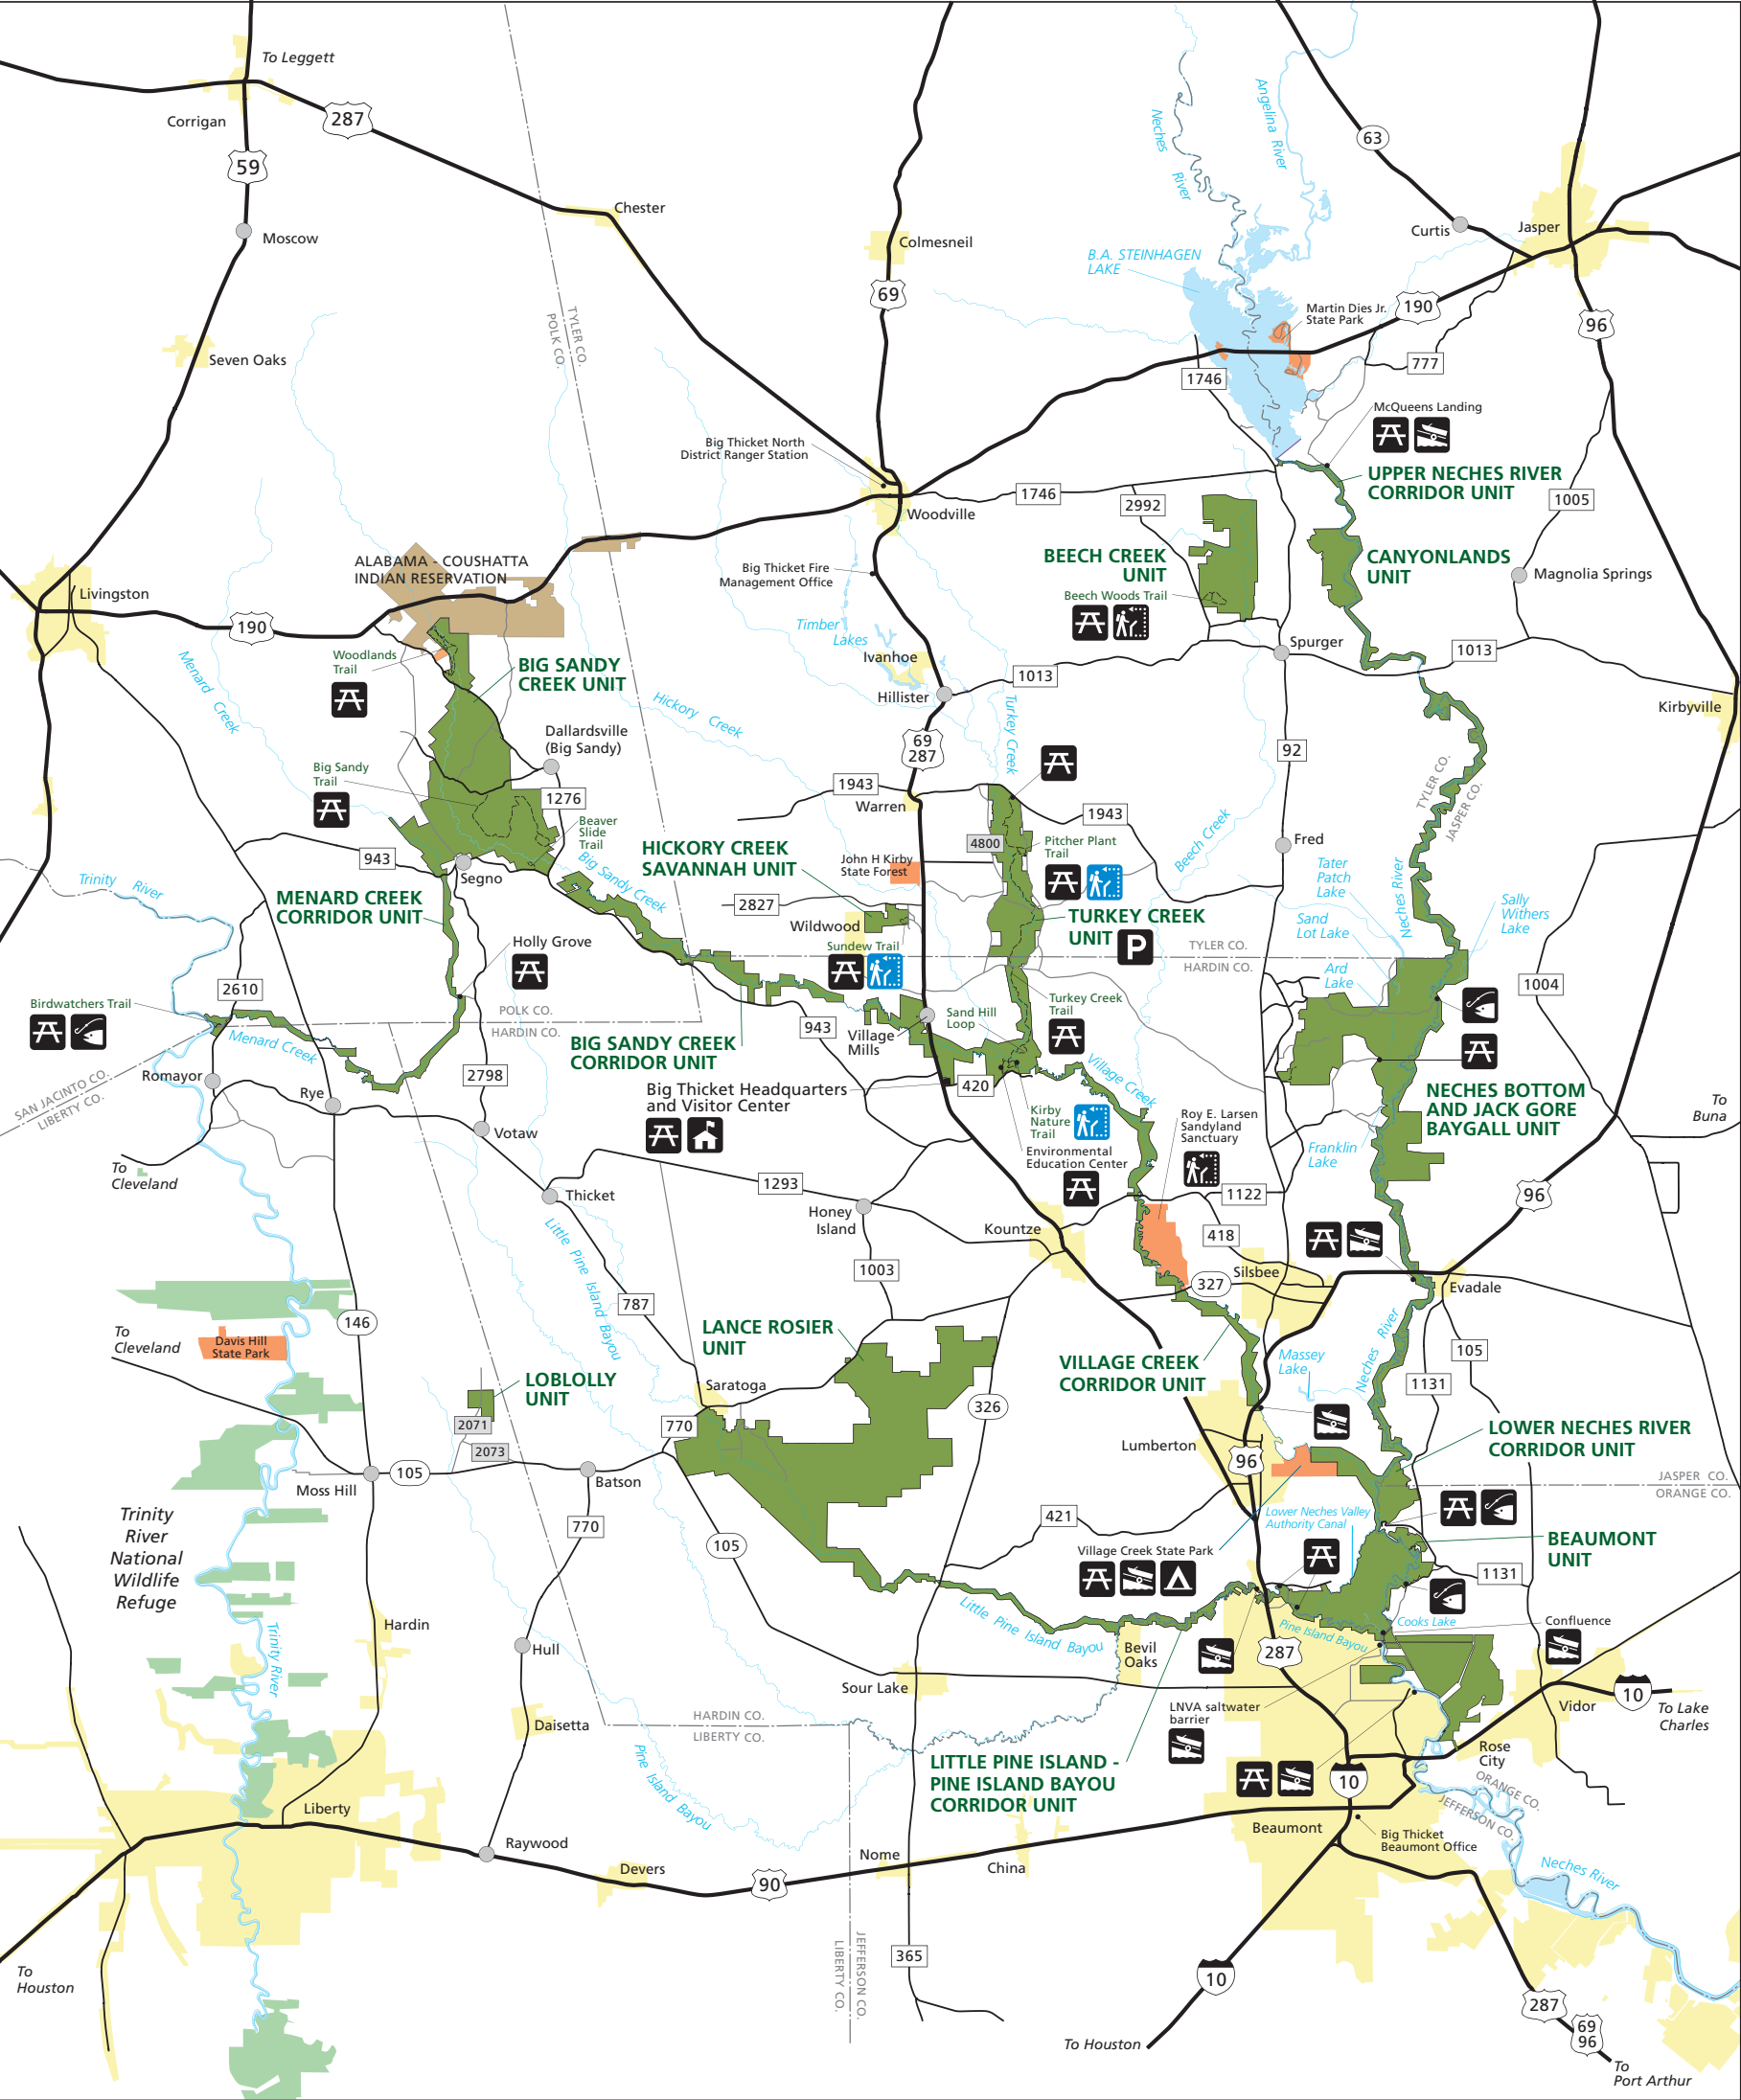 To Leggett
Corrigan
287
59
Moscow
Chester
Colmesneil
69
Seven Oaks
TYLER CO.
POLK CO.
Neches
River
Angelina River
63
Curtis
Jasper
B.A. STEINHAGEN
LAKE
190
96
Martin Dies Jr.
State Park
777
1746
McQueens Landing
Big Thicket North
District Ranger Station
UPPER NECHES RIVER
CORRIDOR UNIT
1746
2992
1005
Woodville
ALABAMA - COUSHATTA
INDIAN RESERVATION
Big Thicket Fire
Management Office
BEECH CREEK
UNIT
Beech Woods Trail
CANYONLANDS
UNIT
Magnolia Springs
Livingston
190
Timber
Lakes
Ivanhoe
Spurger
1013
Woodlands
Trail
BIG SANDY
CREEK UNIT
Menard Creek
Hickory Creek
Hillister
1013
Turkey Creek
Kirbyville
Dallardsville
(Big Sandy)
69
287
92
Big Sandy
Trail
1276
1943
Warren
1943
TYLER CO.
JASPER CO.
Beaver
Slide
Trail
Big Sandy Creek
HICKORY CREEK
SAVANNAH UNIT
John H Kirby
State Forest
4800
Pitcher Plant
Trail
Beech Creek
Fred
943
Segno
Trinity River
Tater
Patch
Lake
Neches River
MENARD CREEK
CORRIDOR UNIT
2827
Wildwood
Sundew Trail
TURKEY CREEK
UNIT
P
Sand
Lot Lake
Sally
Withers
Lake
Holly Grove
TYLER CO.
HARDIN CO.
Ard
Lake
2610
1004
Birdwatchers Trail
POLK CO.
HARDIN CO.
Menard Creek
943
Village
Mills
Sand Hill
Loop
Turkey Creek
Trail
BIG SANDY CREEK
CORRIDOR UNIT
Village Creek
Romayor
2798
420
Big Thicket Headquarters
and Visitor Center
NECHES BOTTOM
AND JACK GORE
BAYGALL UNIT
SAN JACINTO CO.
LIBERTY CO.
Rye
Kirby
Nature
Trail
Roy E. Larsen
Sandyland
Sanctuary
To
Buna
Votaw
Environmental
Education Center
Franklin
Lake
To
Cleveland
Thicket
1293
Honey
Island
1122
96
Kountze
418
Little Pine Island Bayou
1003
327
Silsbee
Evadale
787
146
To
Cleveland
Davis Hill
State Park
LANCE ROSIER
UNIT
Massey
Lake
Neches River
105
1131
VILLAGE CREEK
CORRIDOR UNIT
LOBLOLLY
UNIT
Saratoga
326
2071
770
2073
LOWER NECHES RIVER
CORRIDOR UNIT
Lumberton
96
105
Batson
Moss Hill
JASPER CO.
ORANGE CO.
Trinity
River
National
Wildlife
Refuge
770
105
421
Lower Neches Valley
Authority Canal
BEAUMONT
UNIT
Village Creek State Park
1131
Little Pine Island Bayou
Pine Island Bayou
Cooks Lake
Confluence
Trinity River
Hardin
Hull
Bevil
Oaks
287
Sour Lake
LNVA saltwater
barrier
10
Vidor
To Lake
Charles
Daisetta
HARDIN CO.
LIBERTY CO.
Pine Island Bayou
LITTLE PINE ISLAND -
PINE ISLAND BAYOU
CORRIDOR UNIT
Rose
City
10
ORANGE CO.
JEFFERSON CO.
Liberty
Beaumont
Big Thicket
Beaumont Office
Raywood
Devers
90
Nome
China
Neches River
JEFFERSON CO.
LIBERTY CO.
365
To
Houston
10
287
69
96
To Houston
To
Port Arthur